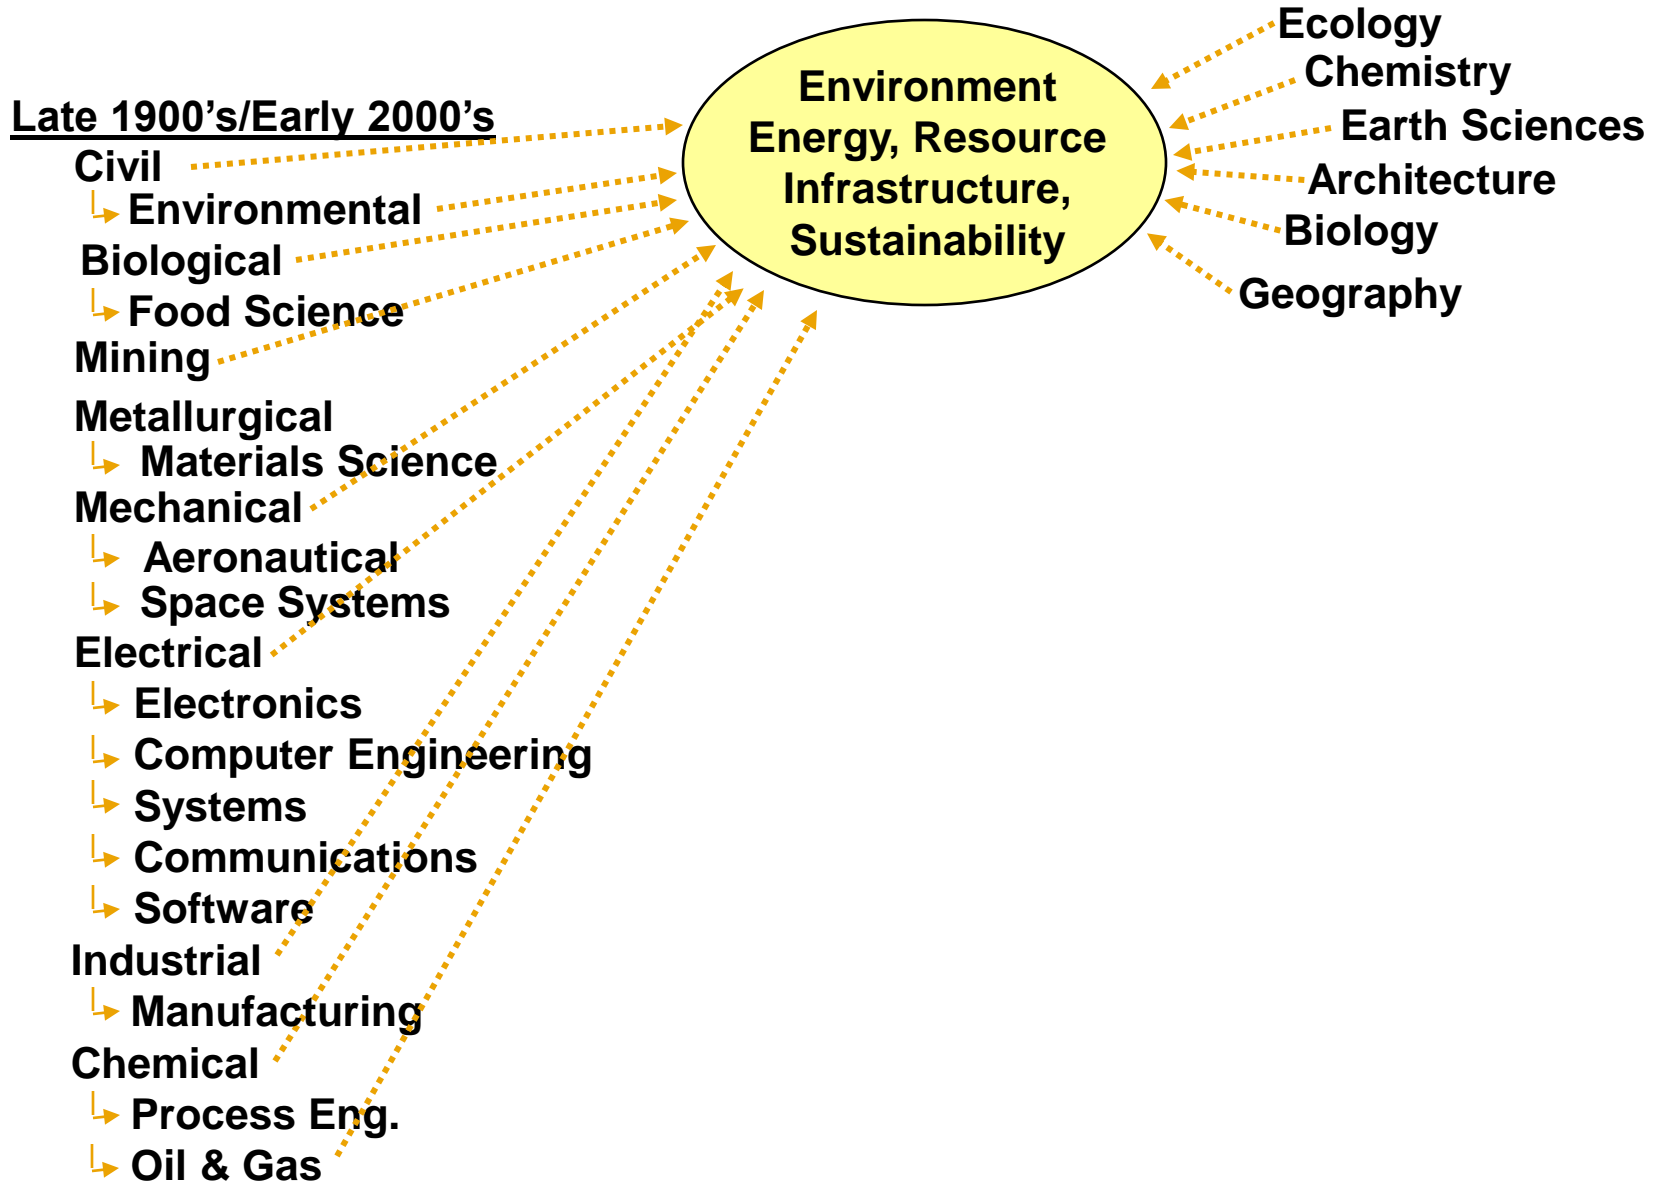 Late 1900’s/Early 2000’s
Civil
Environmental
Biological
Food Science
Mining
Metallurgical
Materials Science
Mechanical
Aeronautical
Space Systems
Electrical
Electronics
Computer Engineering
Systems
Communications
Software
Industrial
Manufacturing
Chemical
Process Eng.
Oil & Gas
Environment
Energy, Resource
Infrastructure,
Sustainability
Ecology
Chemistry
Earth Sciences
Architecture
Biology
Geography